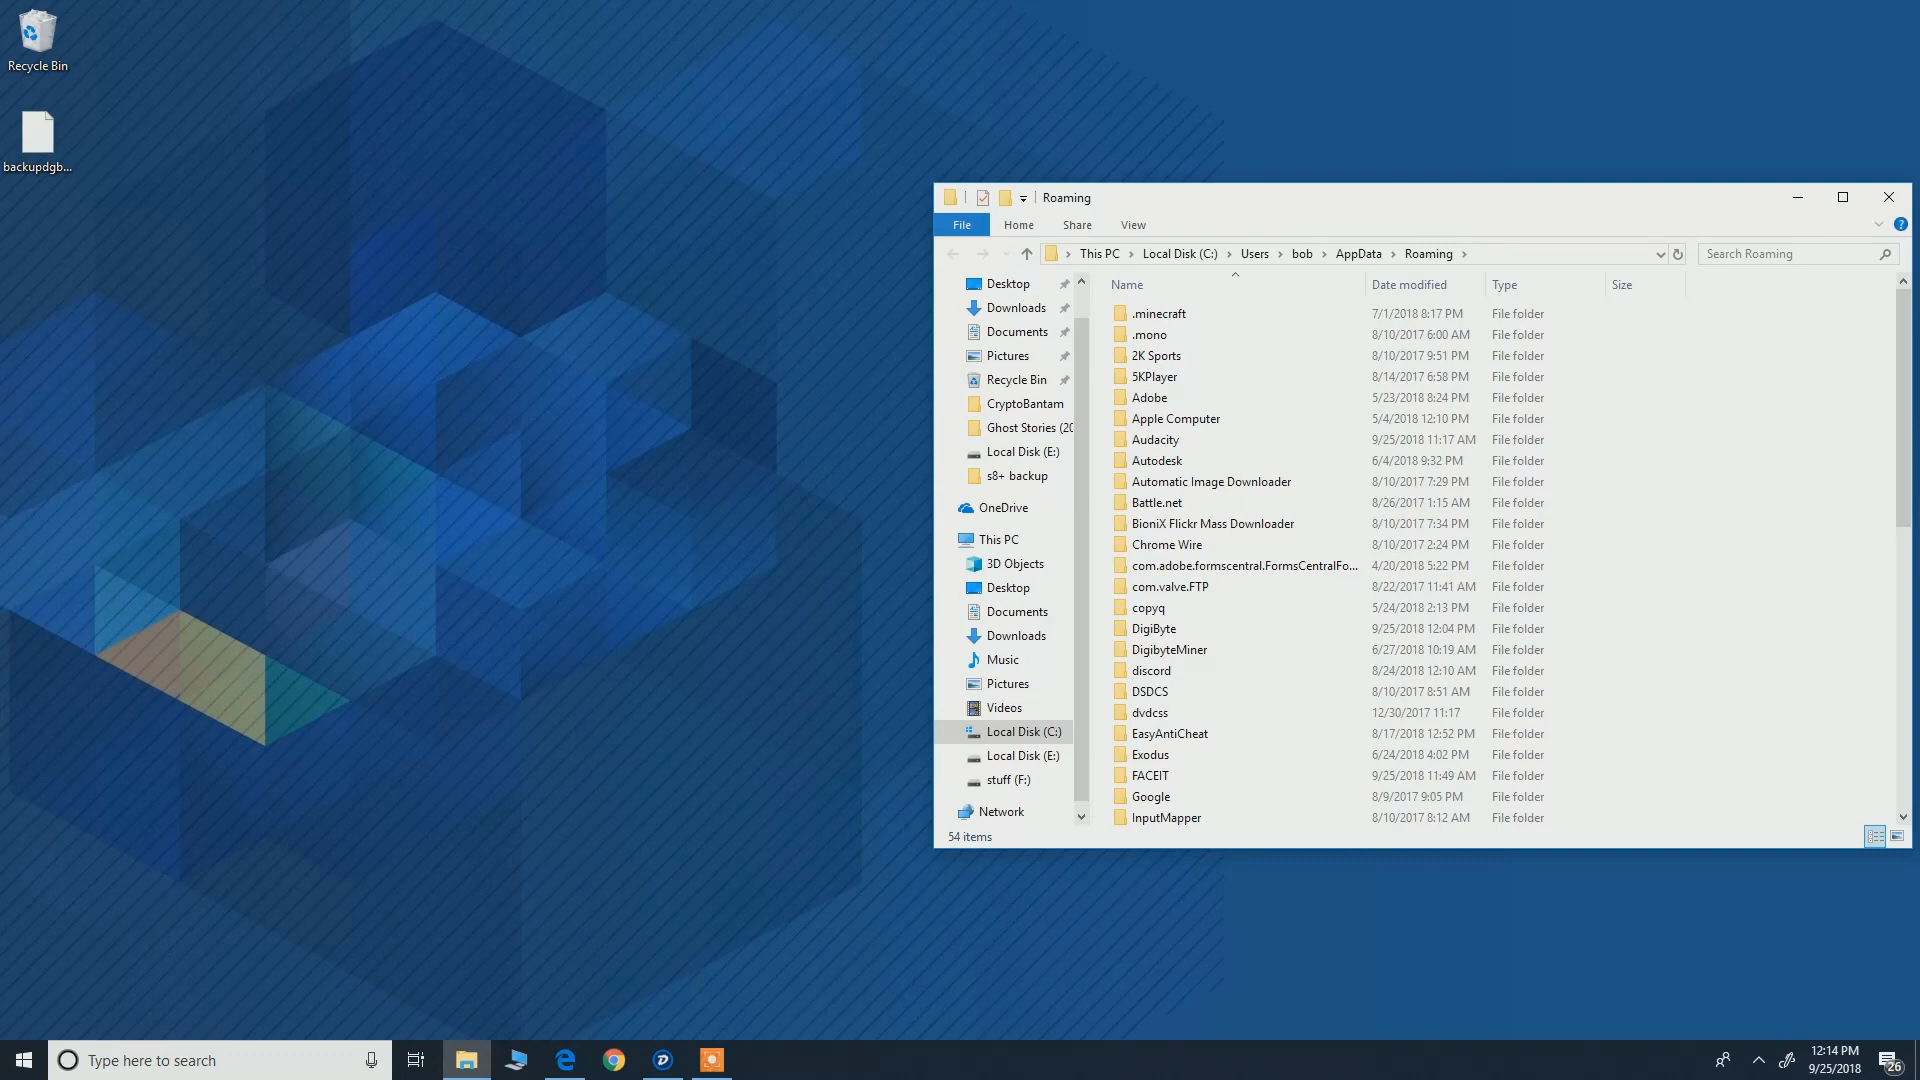 Recycle Bin
backupdgb...
Roaming
File Home Share View
This PC Local Disk (C:) Users bob AppData Roaming
Search Roaming
Desktop
Downloads
Documents
Pictures
Recycle Bin
CryptoBantam
Ghost Stories (20
Local Disk (E:)
s8+ backup
OneDrive
This PC
3D Objects
Desktop
Documents
Downloads
Music
Pictures
Videos
Local Disk (C:)
Local Disk (E:)
stuff (F:)
Network
Name Date modified Type Size
.minecraft 7/1/2018 8:17 PM File folder
.mono 8/10/2017 6:00 AM File folder
2K Sports 8/10/2017 9:51 PM File folder
5KPlayer 8/14/2017 6:58 PM File folder
Adobe 5/23/2018 8:24 PM File folder
Apple Computer 5/4/2018 12:10 PM File folder
Audacity 9/25/2018 11:17 AM File folder
Autodesk 6/4/2018 9:32 PM File folder
Automatic Image Downloader 8/10/2017 7:29 PM File folder
Battle.net 8/26/2017 1:15 AM File folder
BioniX Flickr Mass Downloader 8/10/2017 7:34 PM File folder
Chrome Wire 8/10/2017 2:24 PM File folder
com.adobe.formscentral.FormsCentralFo... 4/20/2018 5:22 PM File folder
com.valve.FTP 8/22/2017 11:41 AM File folder
copyq 5/24/2018 2:13 PM File folder
DigiByte 9/25/2018 12:04 PM File folder
DigibyteMiner 6/27/2018 10:19 AM File folder
discord 8/24/2018 12:10 AM File folder
DSDCS 8/10/2017 8:51 AM File folder
dvdcss 12/30/2017 11:17 File folder
EasyAntiCheat 8/17/2018 12:52 PM File folder
Exodus 6/24/2018 4:02 PM File folder
FACEIT 9/25/2018 11:49 AM File folder
Google 8/9/2017 9:05 PM File folder
InputMapper 8/10/2017 8:12 AM File folder
54 items
Type here to search
12:14 PM
9/25/2018
26